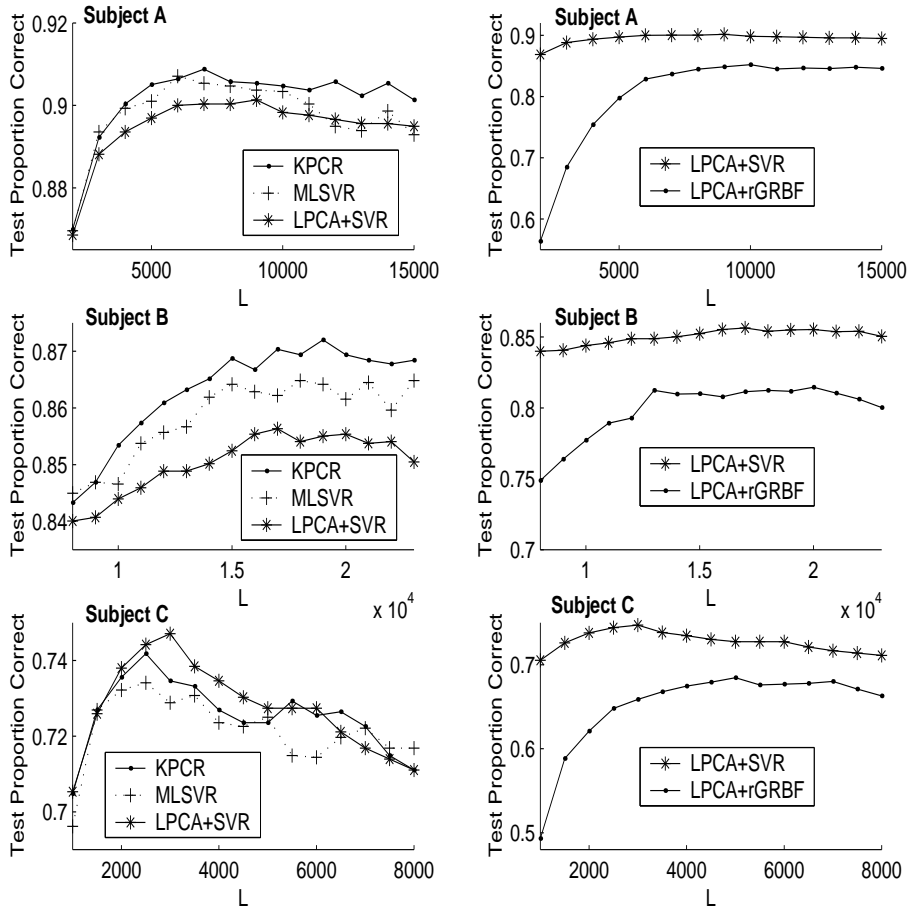 Subject A
Test Proportion Correct
0.92
0.9
0.88
KPCR
MLSVR
LPCA+SVR
5000
10000
15000
L
Subject A
Test Proportion Correct
0.9
0.8
0.7
0.6
LPCA+SVR
LPCA+rGRBF
5000
10000
15000
L
Subject B
Test Proportion Correct
0.87
0.86
0.85
0.84
KPCR
MLSVR
LPCA+SVR
1
1.5
2
L
x 10^4
Subject B
Test Proportion Correct
0.85
0.8
0.75
0.7
LPCA+SVR
LPCA+rGRBF
1
1.5
2
L
x 10^4
Subject C
Test Proportion Correct
0.74
0.72
0.7
KPCR
MLSVR
LPCA+SVR
2000
4000
6000
8000
L
Subject C
Test Proportion Correct
0.7
0.6
0.5
LPCA+SVR
LPCA+rGRBF
2000
4000
6000
8000
L